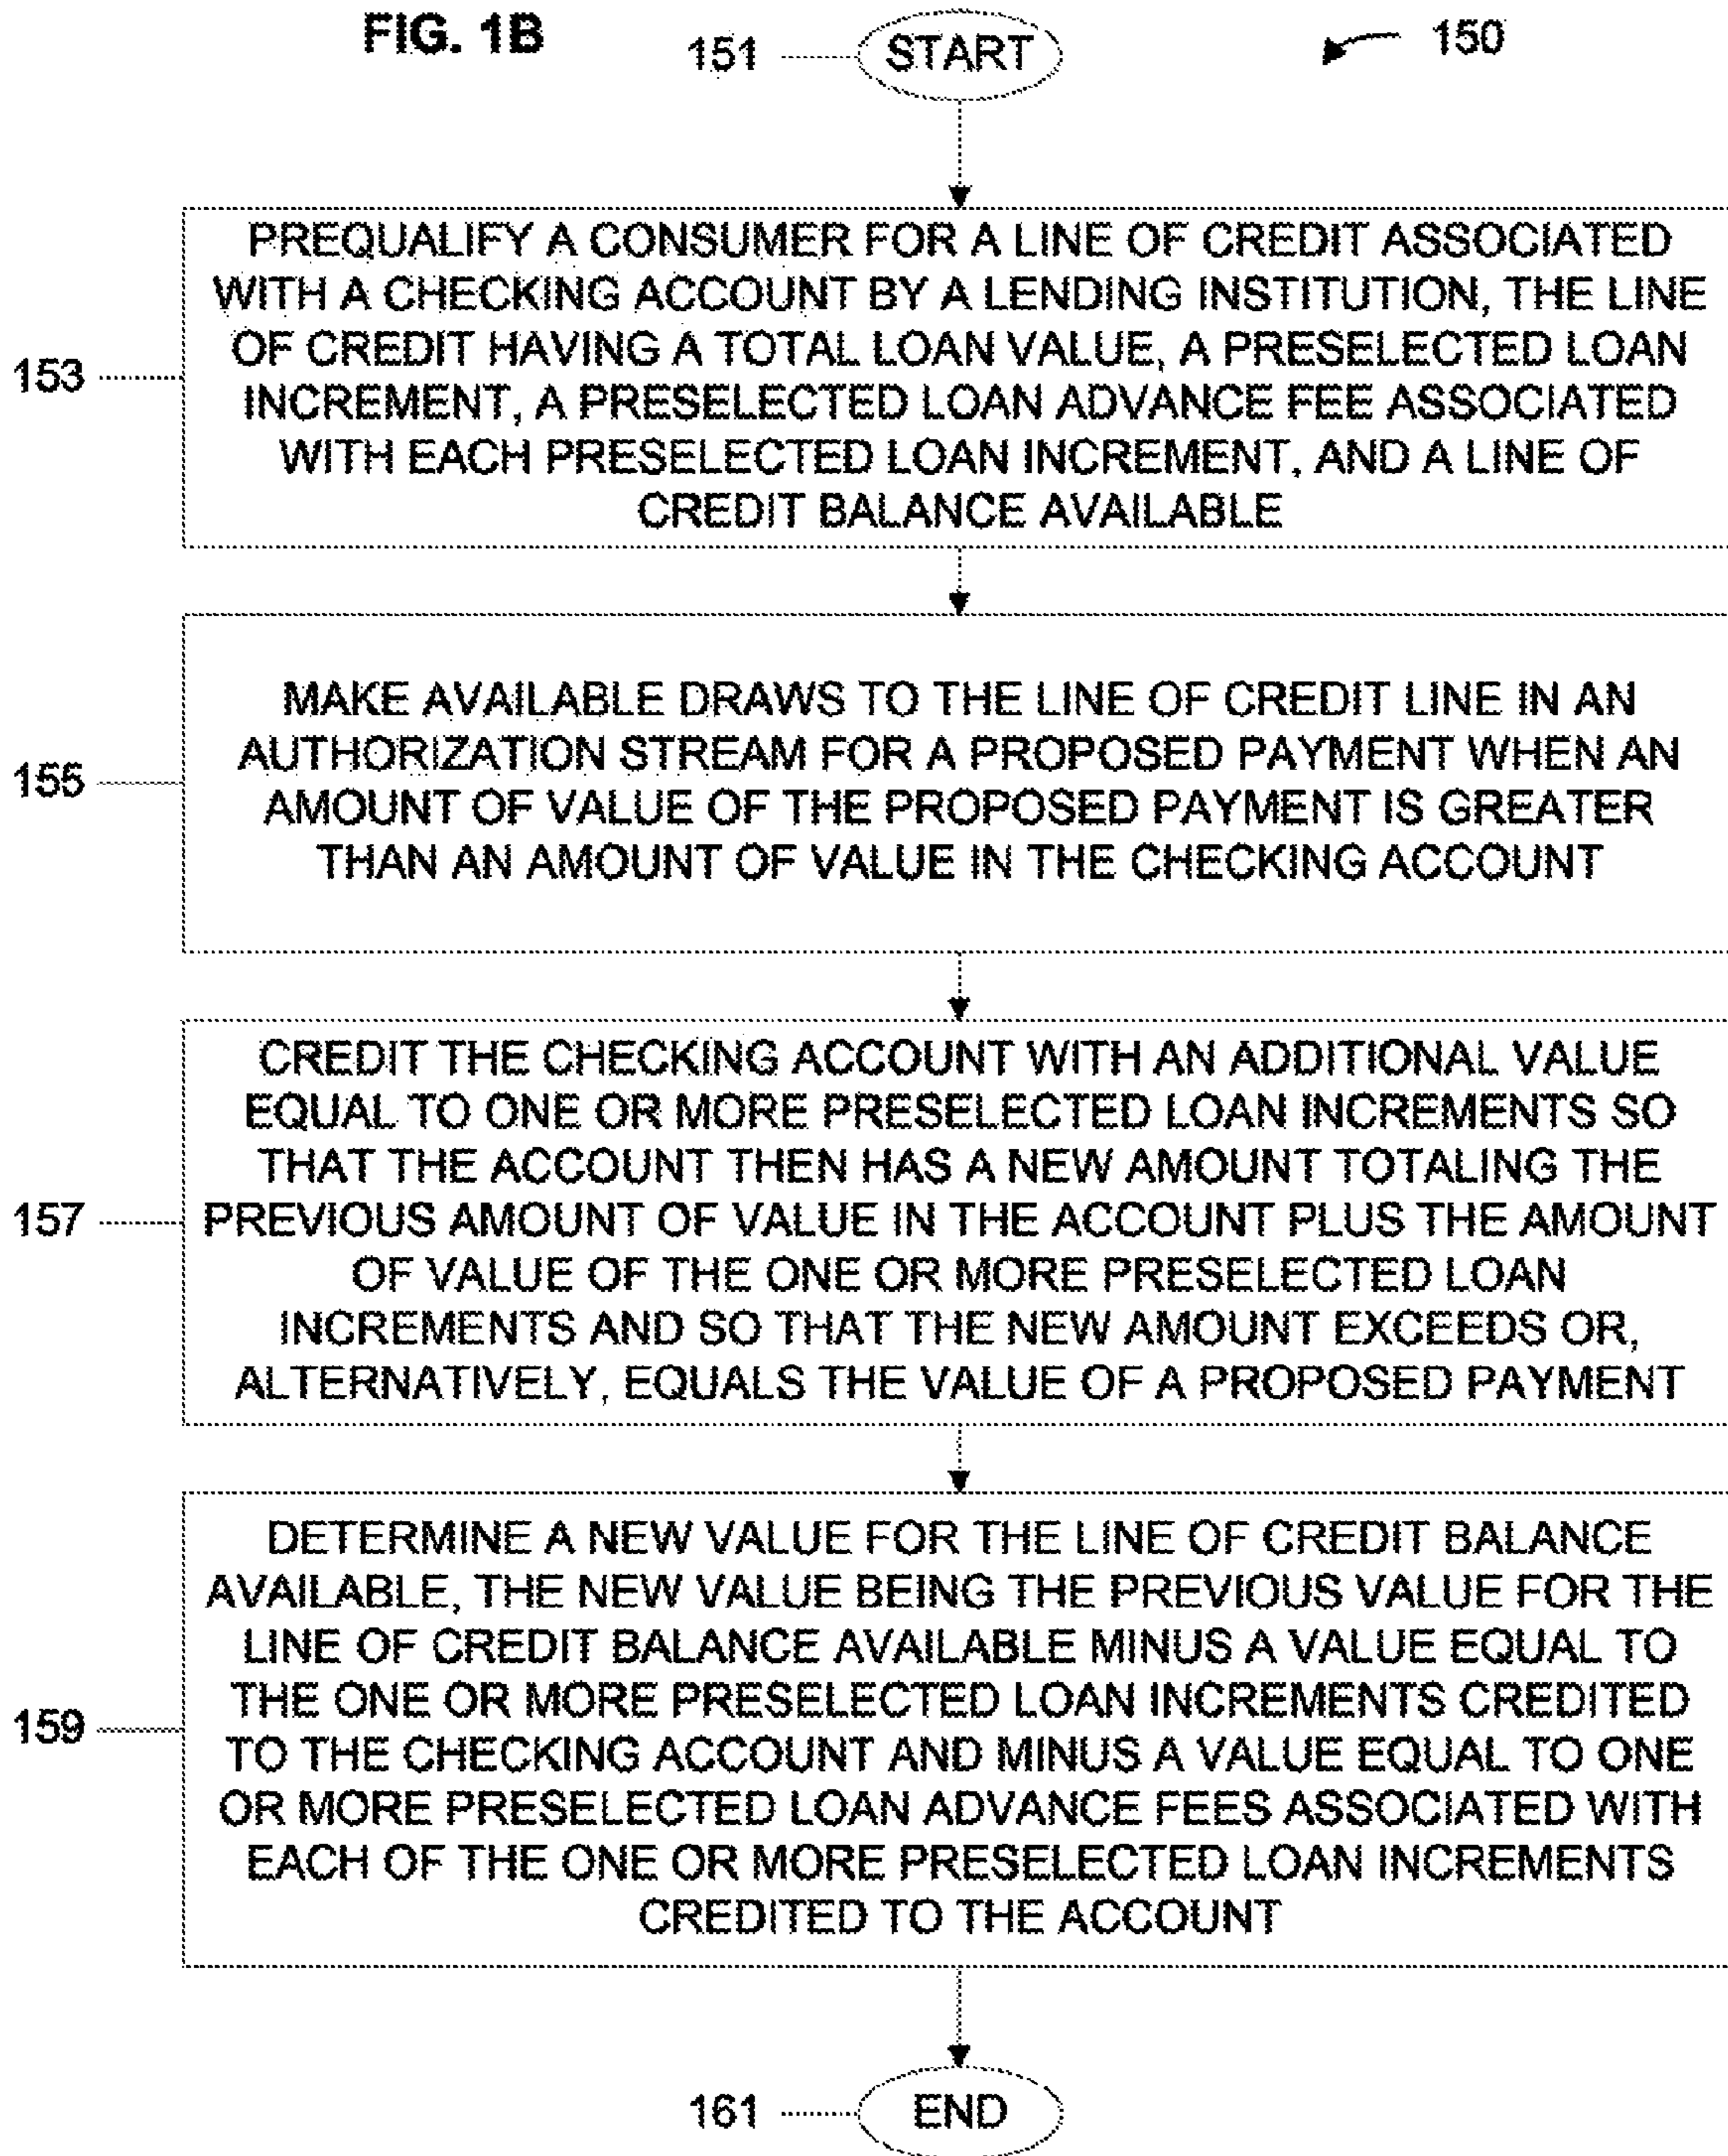 FIG. 1B
151
START
150
153
PREQUALIFY A CONSUMER FOR A LINE OF CREDIT ASSOCIATED
WITH A CHECKING ACCOUNT BY A LENDING INSTITUTION, THE LINE
OF CREDIT HAVING A TOTAL LOAN VALUE, A PRESELECTED LOAN
INCREMENT, A PRESELECTED LOAN ADVANCE FEE ASSOCIATED
WITH EACH PRESELECTED LOAN INCREMENT, AND A LINE OF
CREDIT BALANCE AVAILABLE
155
MAKE AVAILABLE DRAWS TO THE LINE OF CREDIT LINE IN AN
AUTHORIZATION STREAM FOR A PROPOSED PAYMENT WHEN AN
AMOUNT OF VALUE OF THE PROPOSED PAYMENT IS GREATER
THAN AN AMOUNT OF VALUE IN THE CHECKING ACCOUNT
157
CREDIT THE CHECKING ACCOUNT WITH AN ADDITIONAL VALUE
EQUAL TO ONE OR MORE PRESELECTED LOAN INCREMENTS SO
THAT THE ACCOUNT THEN HAS A NEW AMOUNT TOTALING THE
PREVIOUS AMOUNT OF VALUE IN THE ACCOUNT PLUS THE AMOUNT
OF VALUE OF THE ONE OR MORE PRESELECTED LOAN
INCREMENTS AND SO THAT THE NEW AMOUNT EXCEEDS OR,
ALTERNATIVELY, EQUALS THE VALUE OF A PROPOSED PAYMENT
159
DETERMINE A NEW VALUE FOR THE LINE OF CREDIT BALANCE
AVAILABLE, THE NEW VALUE BEING THE PREVIOUS VALUE FOR THE
LINE OF CREDIT BALANCE AVAILABLE MINUS A VALUE EQUAL TO
THE ONE OR MORE PRESELECTED LOAN INCREMENTS CREDITED
TO THE CHECKING ACCOUNT AND MINUS A VALUE EQUAL TO ONE
OR MORE PRESELECTED LOAN ADVANCE FEES ASSOCIATED WITH
EACH OF THE ONE OR MORE PRESELECTED LOAN INCREMENTS
CREDITED TO THE ACCOUNT
161
END